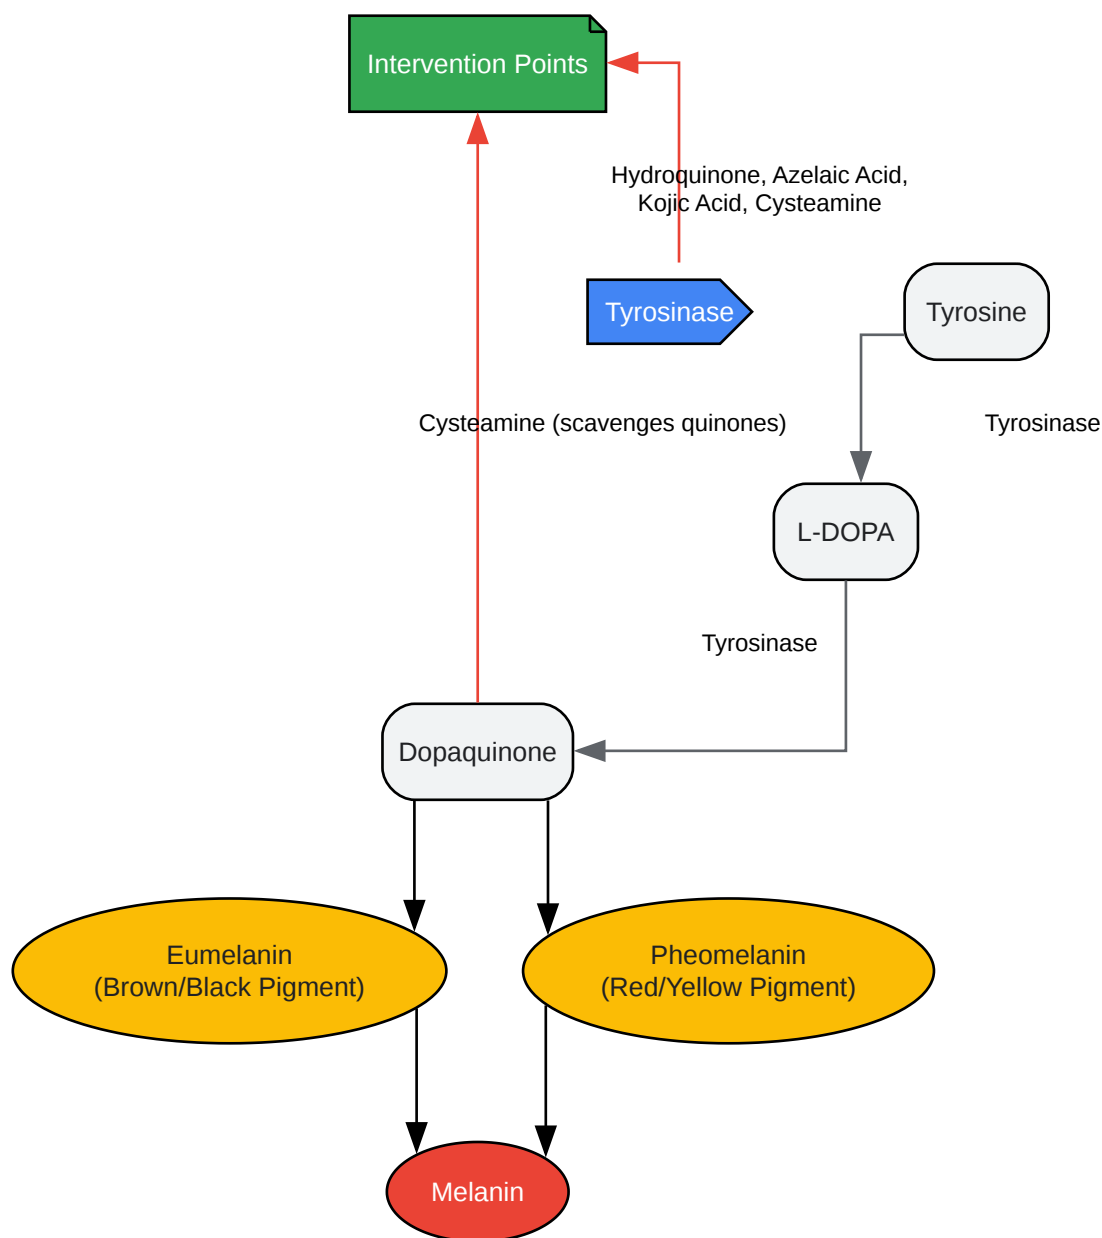 Intervention Points
Hydroquinone, Azelaic Acid,
Kojic Acid, Cysteamine
Tyrosinase
Tyrosine
Cysteamine (scavenges quinones)
Tyrosinase
L-DOPA
Tyrosinase
Dopaquinone
Eumelanin
(Brown/Black Pigment)
Pheomelanin
(Red/Yellow Pigment)
Melanin